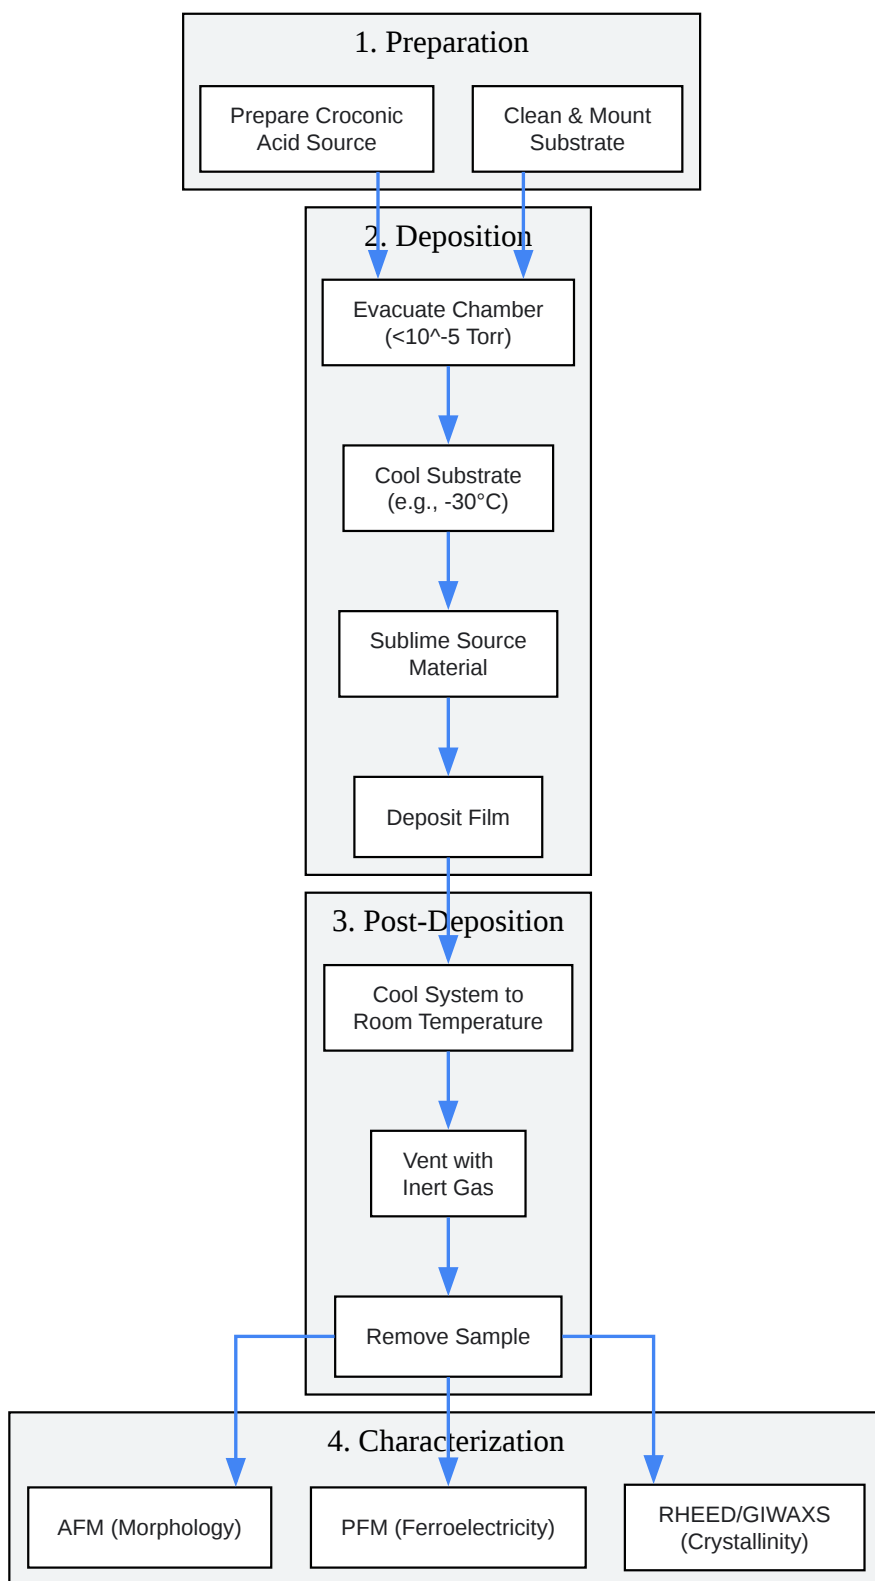 1. Preparation
Prepare Croconic
Acid Source
Clean & Mount
Substrate
2. Deposition
Evacuate Chamber
(<10^-5 Torr)
Cool Substrate
(e.g., -30°C)
Sublime Source
Material
Deposit Film
3. Post-Deposition
Cool System to
Room Temperature
Vent with
Inert Gas
Remove Sample
4. Characterization
AFM (Morphology)
PFM (Ferroelectricity)
RHEED/GIWAXS
(Crystallinity)